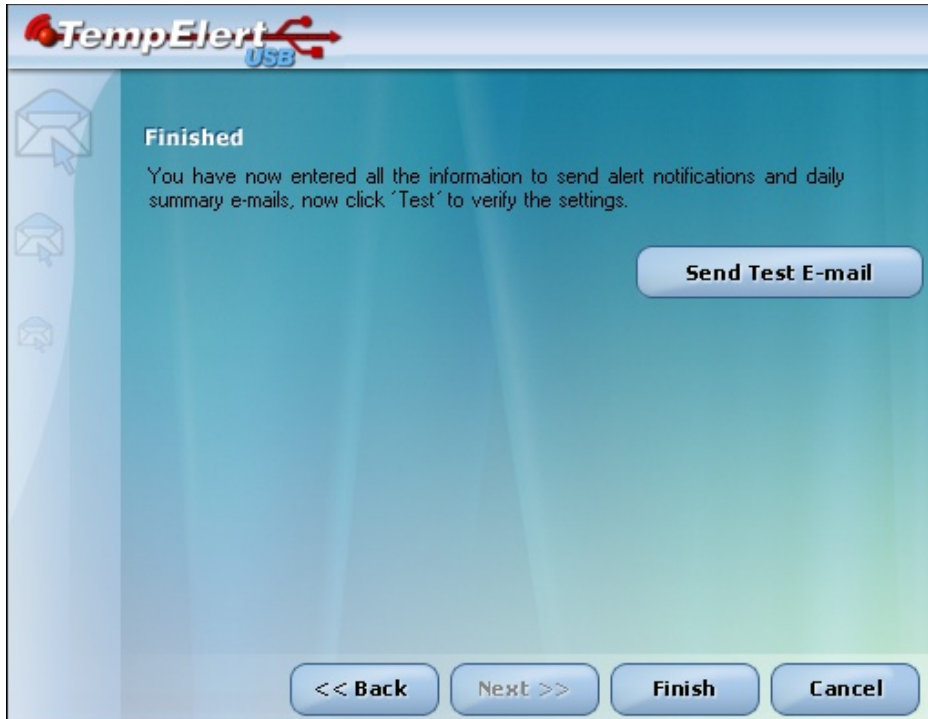 TempElert
USB
Finished
You have now entered all the information to send alert notifications and daily
summary e-mails, now click ´Test´ to verify the settings.
Send Test E-mail
<< Back
Next >>
Finish
Cancel